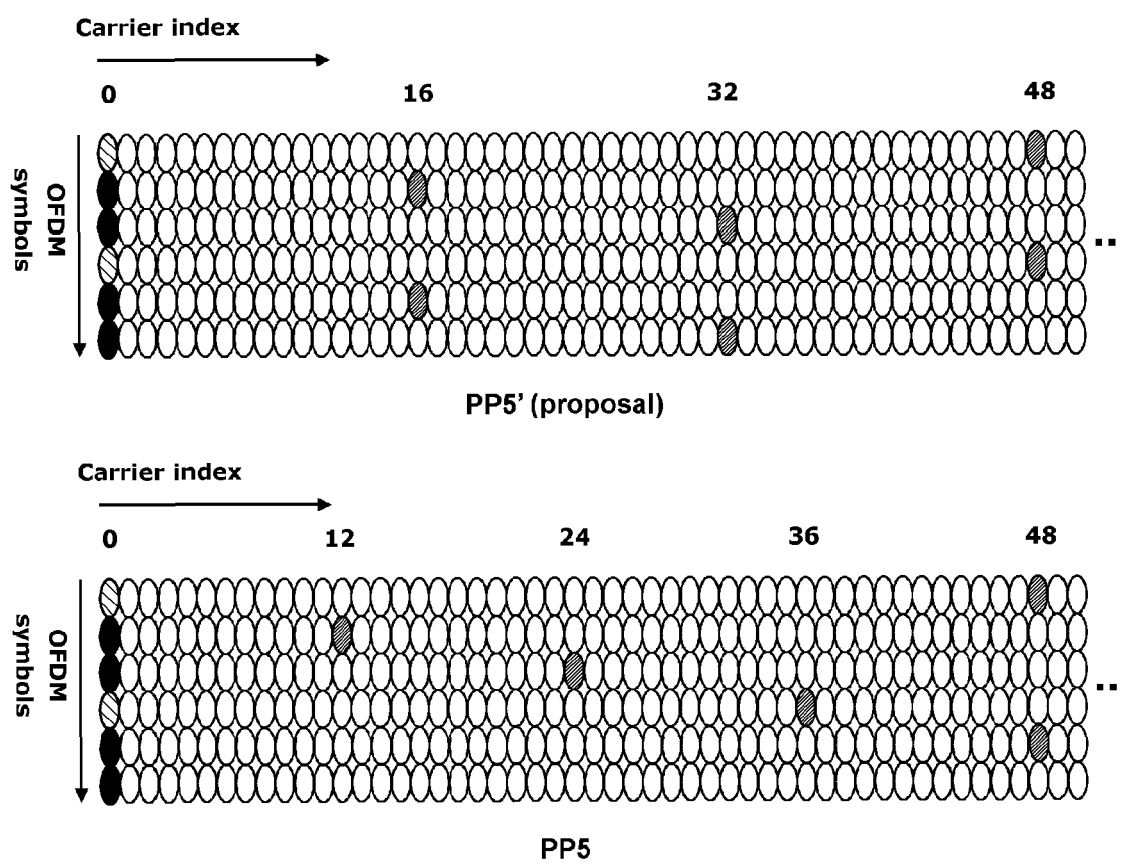 Carrier index
0 16 32 48
OFDM
symbols
..
PP5' (proposal)
Carrier index
0 12 24 36 48
OFDM
symbols
..
PP5